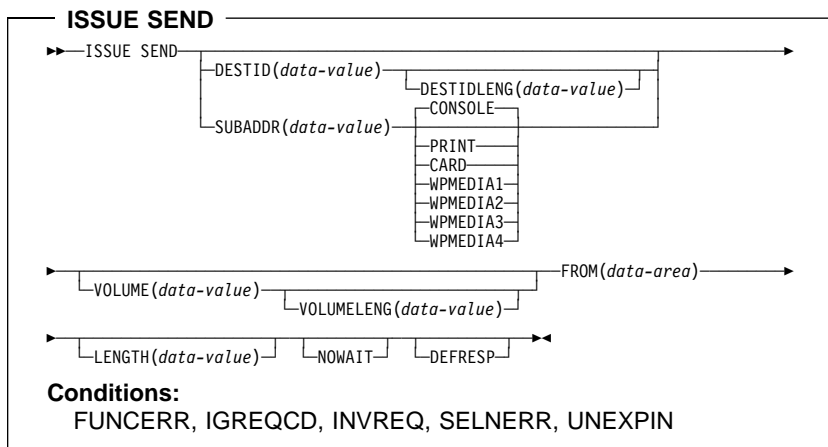 ISSUE SEND
ISSUE SEND
DESTID(data-value)
DESTIDLENG(data-value)
CONSOLE
SUBADDR(data-value)
PRINT
CARD
WPMEDIA1
WPMEDIA2
WPMEDIA3
WPMEDIA4
FROM(data-area)
VOLUME(data-value)
VOLUMELENG(data-value)
LENGTH(data-value) NOWAIT DEFRESP
Conditions:
FUNCERR, IGREQCD, INVREQ, SELNERR, UNEXPIN